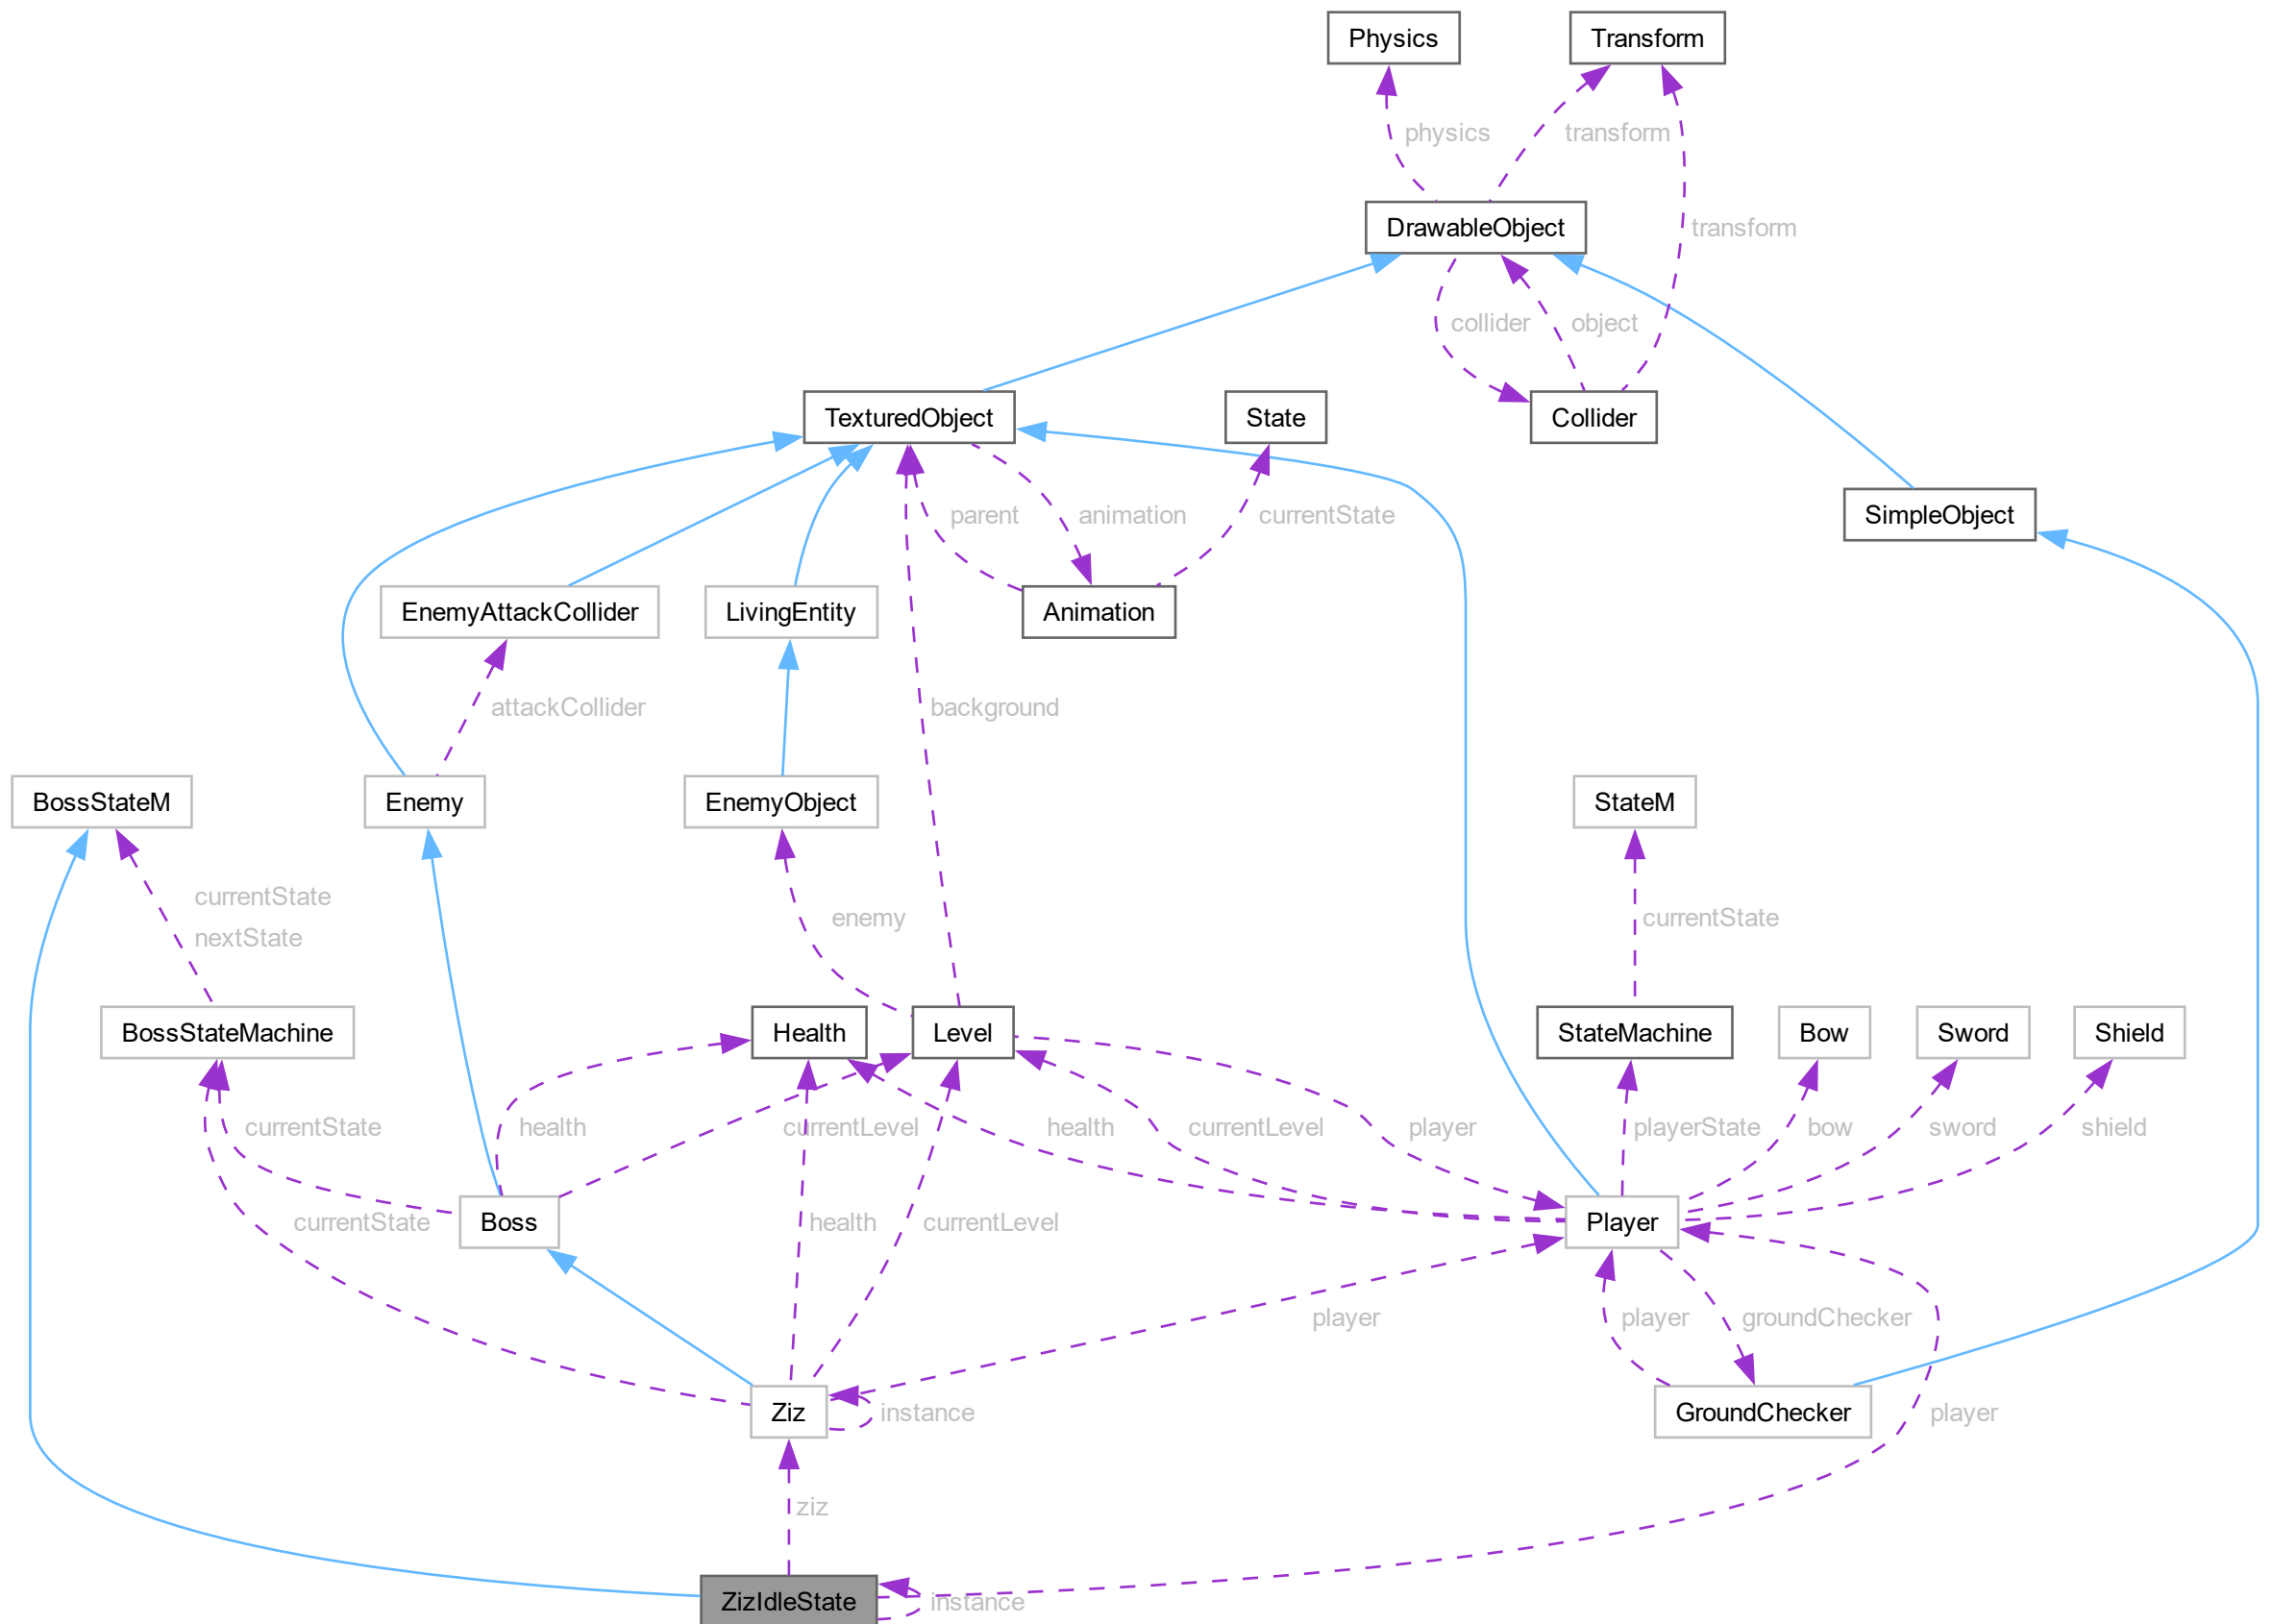 Physics
Transform
physics
transform
DrawableObject
transform
collider
object
TexturedObject
State
Collider
parent
animation
currentState
SimpleObject
EnemyAttackCollider
LivingEntity
Animation
attackCollider
background
BossStateM
Enemy
EnemyObject
StateM
currentState
nextState
enemy
currentState
BossStateMachine
Health
Level
StateMachine
Bow
Sword
Shield
currentState
health
currentLevel
health
currentLevel
player
playerState
bow
sword
shield
currentState
Boss
health
currentLevel
Player
player
player
groundChecker
Ziz
instance
GroundChecker
player
ziz
ZizIdleState
instance